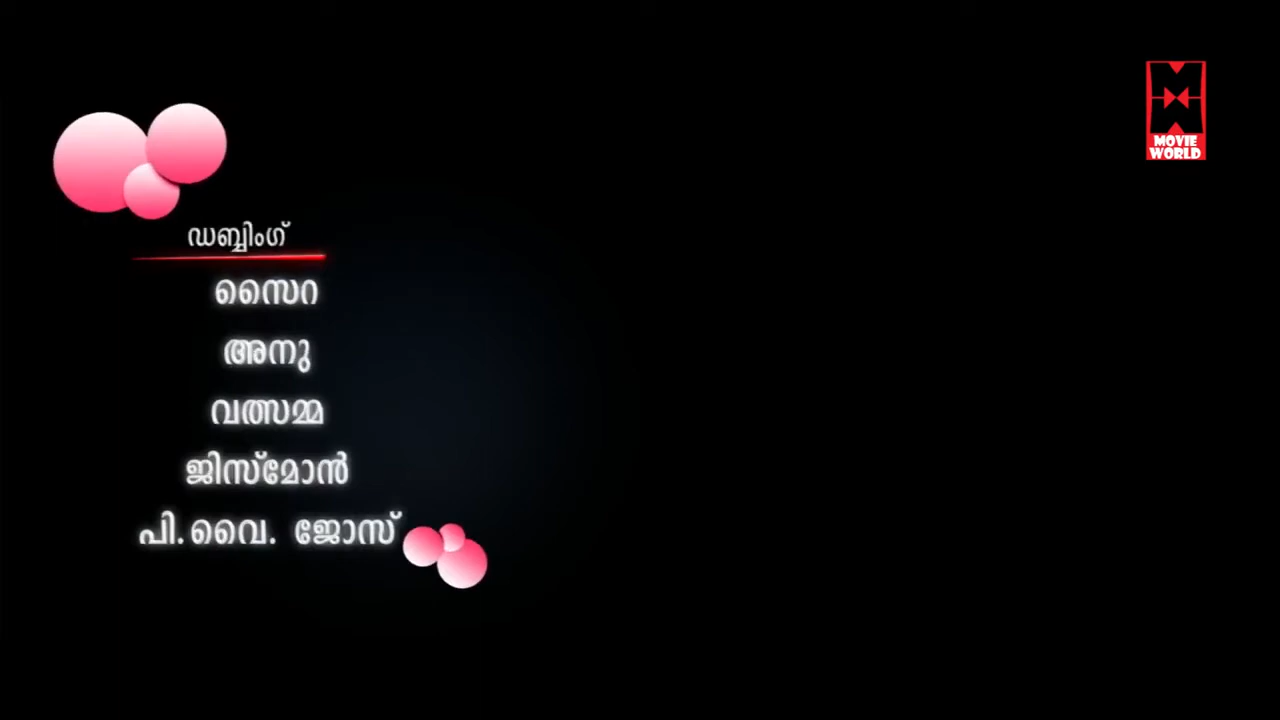 MOVIE
WORLD
ഡബ്ബിംഗ്
സൈറ
അനു
വത്സമ്മ
ജിസ്മോൻ
പി.വൈ. ജോസ്